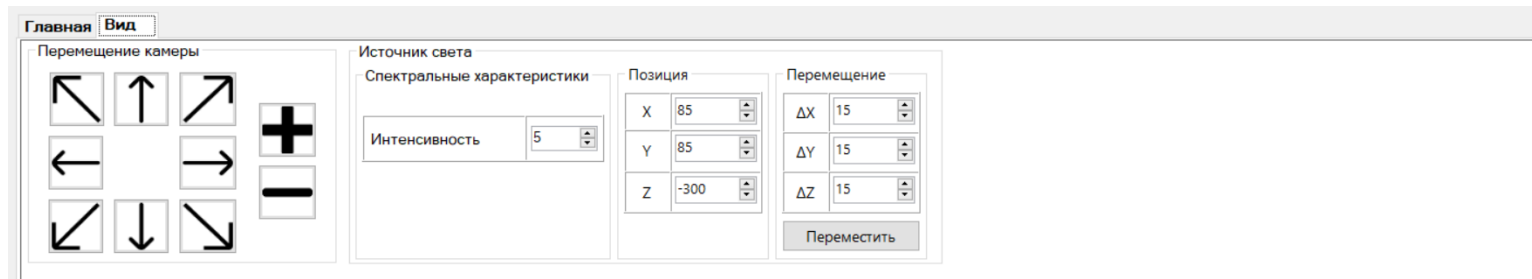 Главная Вид
Перемещение камеры
Источник света
Спектральные характеристики
Интенсивность 5
Позиция
X 85
Y 85
Z -300
Перемещение
ΔX 15
ΔY 15
ΔZ 15
Переместить